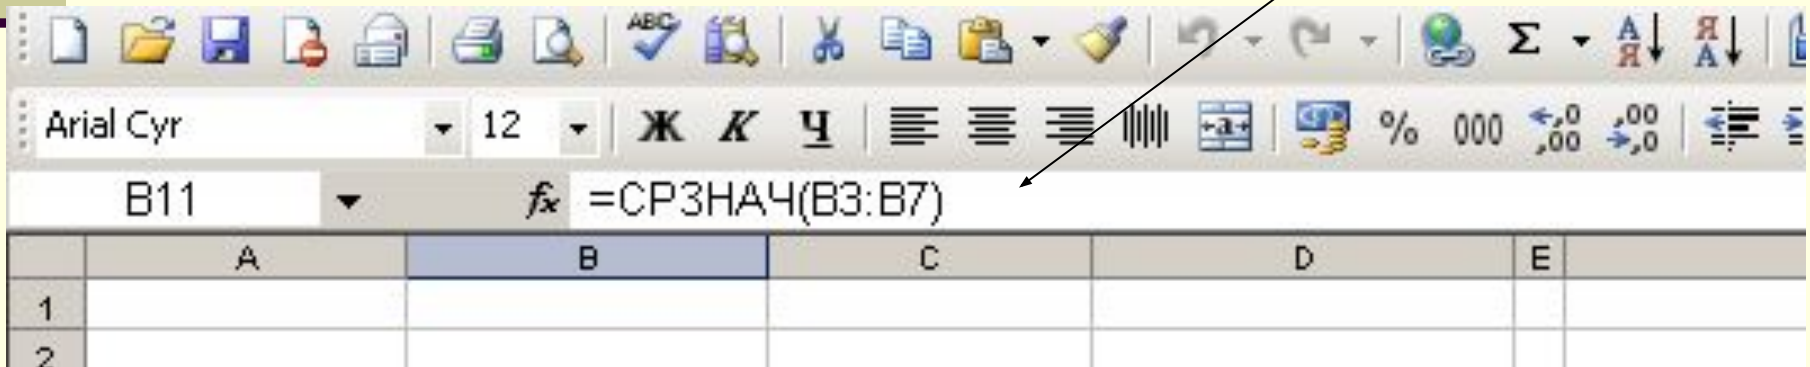 ABC Σ А Я Я А
Arial Cyr 12 Ж К Ч a % 000 ,0 ,00 ,00 ,0
B11 fx =СРЗНАЧ(B3:B7)
A B C D E
1
2